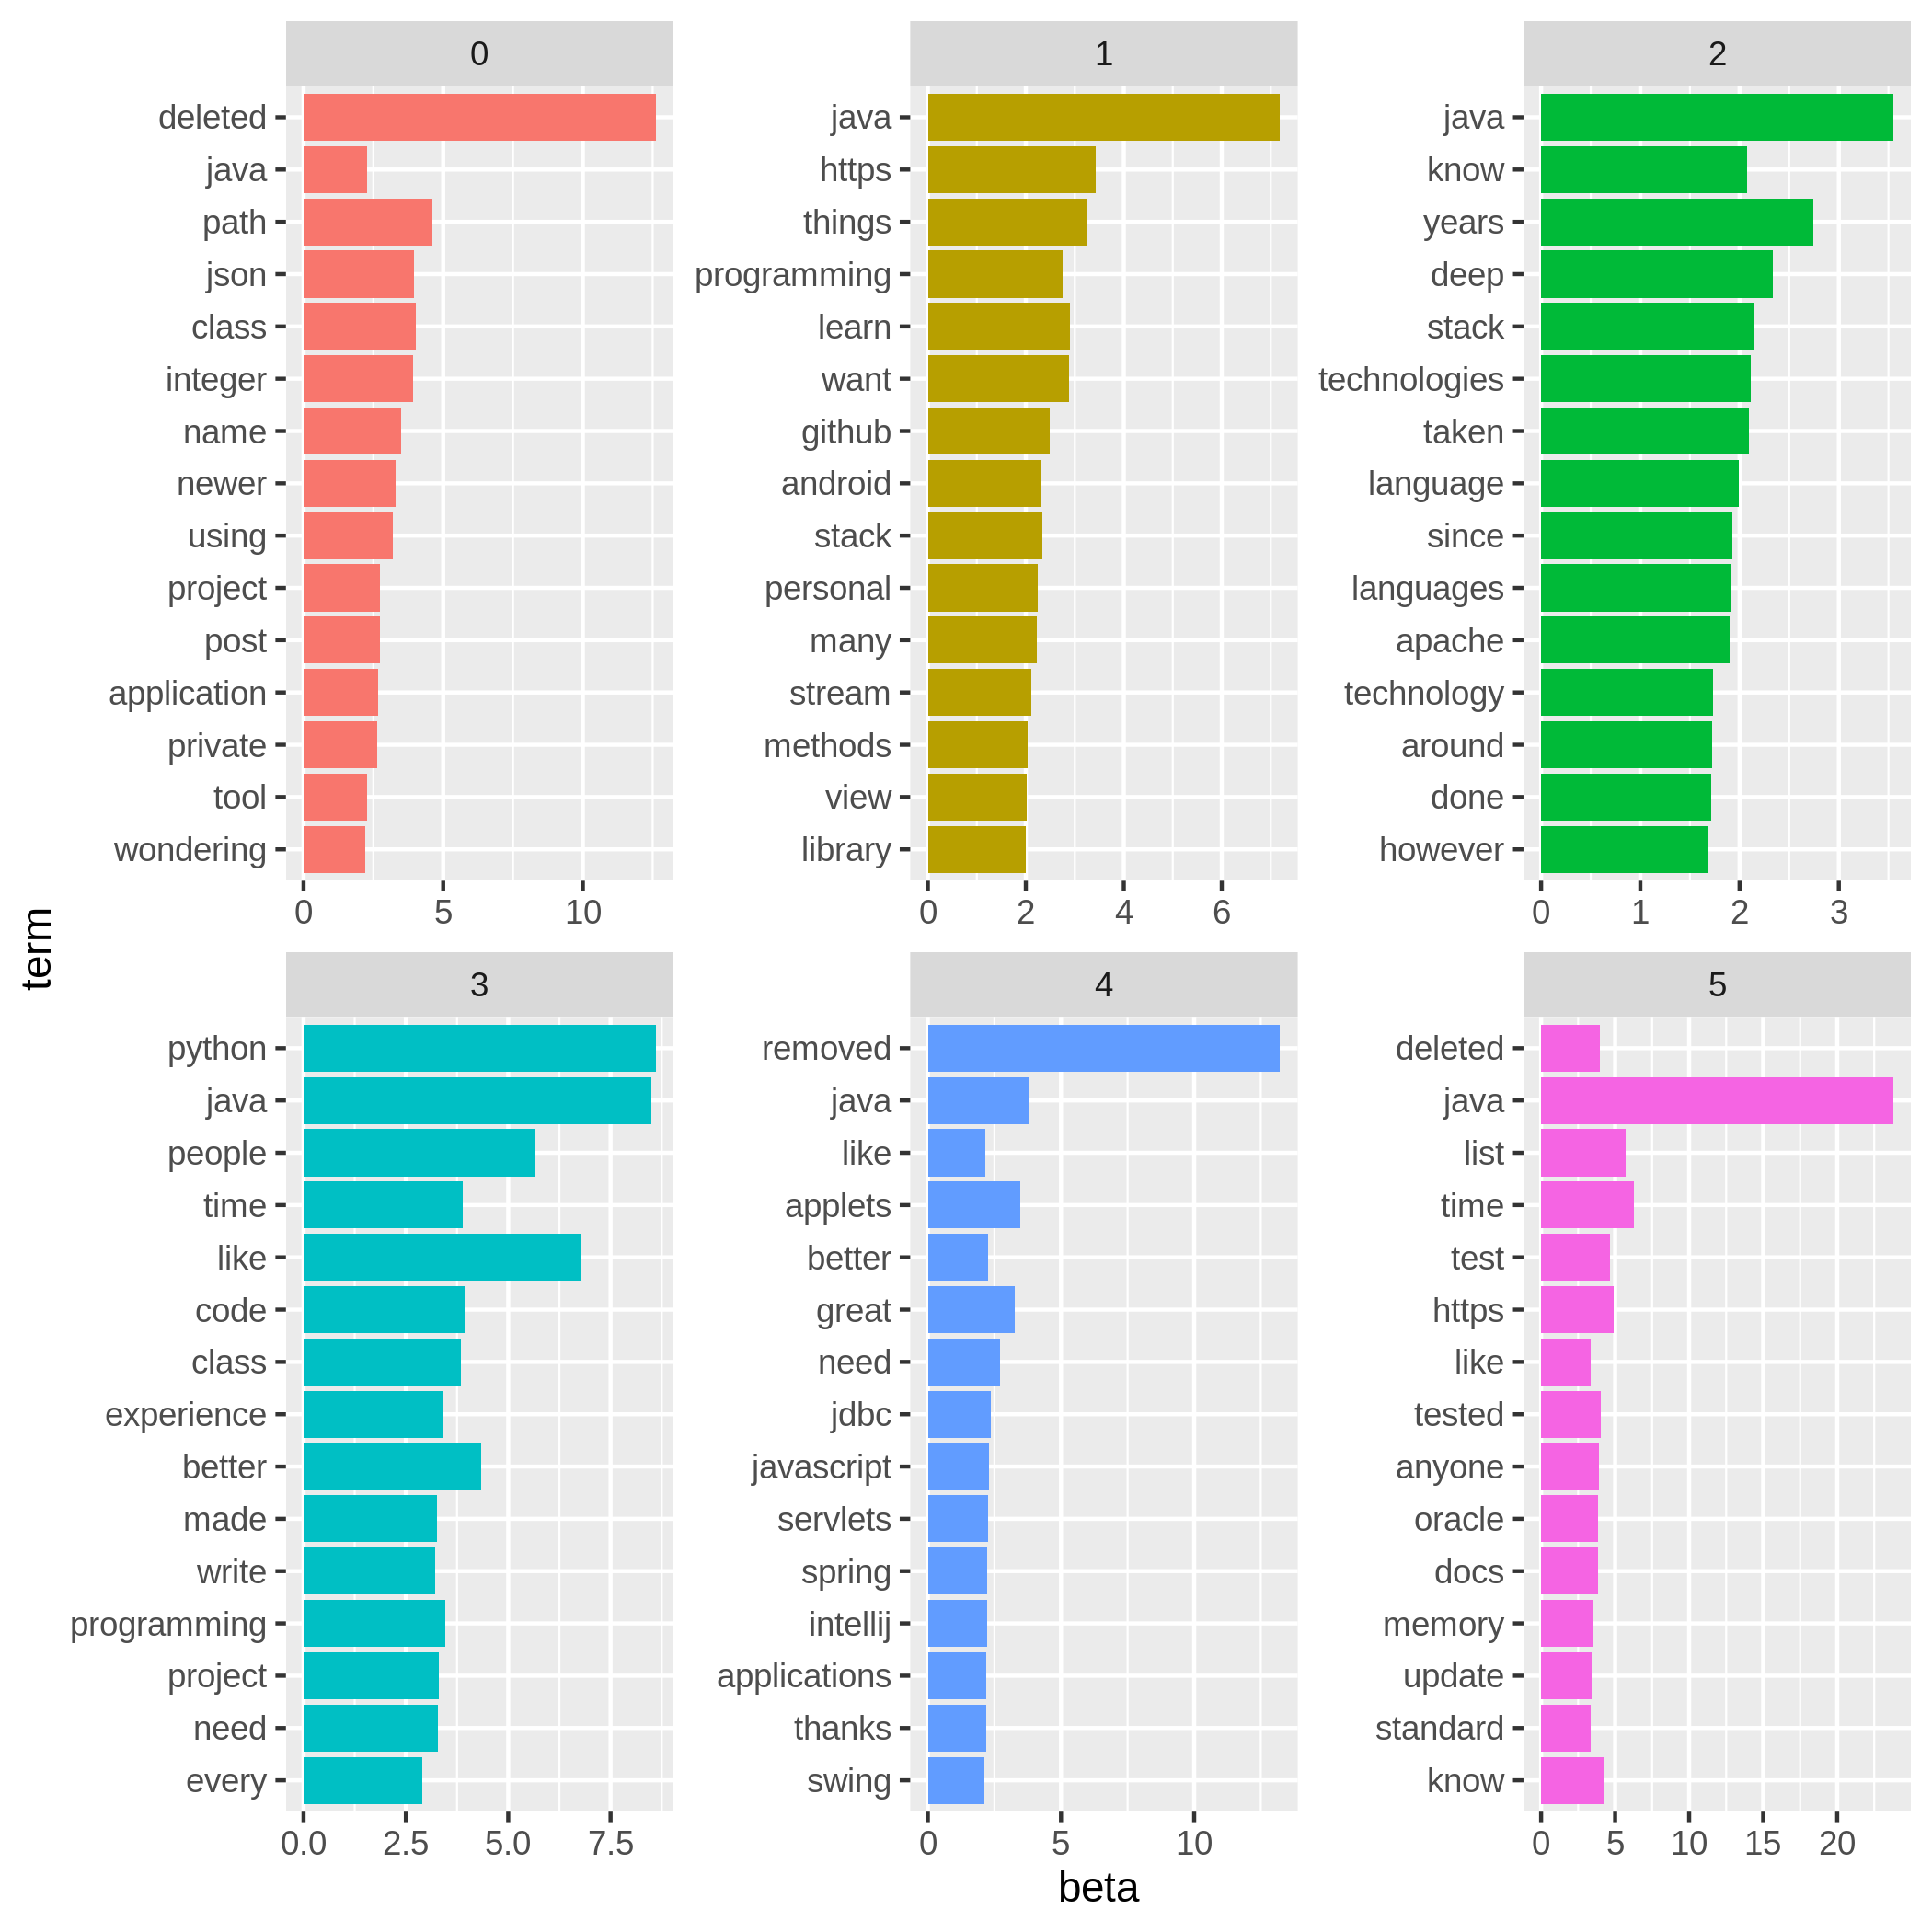 term
0
deleted
java
path
json
class
integer
name
newer
using
project
post
application
private
tool
wondering
0 5 10
1
java
https
things
programming
learn
want
github
android
stack
personal
many
stream
methods
view
library
0 2 4 6
2
java
know
years
deep
stack
technologies
taken
language
since
languages
apache
technology
around
done
however
0 1 2 3
3
python
java
people
time
like
code
class
experience
better
made
write
programming
project
need
every
0.0 2.5 5.0 7.5
4
removed
java
like
applets
better
great
need
jdbc
javascript
servlets
spring
intellij
applications
thanks
swing
0 5 10
5
deleted
java
list
time
test
https
like
tested
anyone
oracle
docs
memory
update
standard
know
0 5 10 15 20
beta